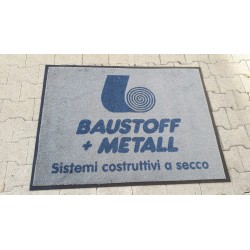 BAUSTOFF
+ METALL
Sistemi costruttivi a secco